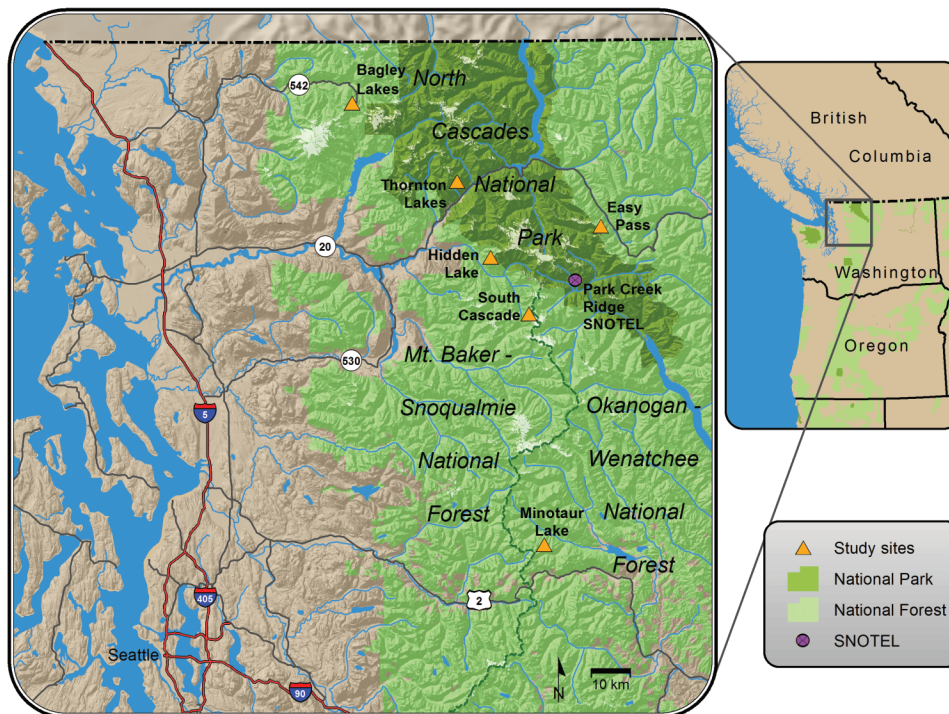 542
Bagley
Lakes
North
Cascades
National
Park
Thornton
Lakes
Easy
Pass
20
Hidden
Lake
Park Creek
Ridge
SNOTEL
South
Cascade
530
Mt. Baker -
Snoqualmie
National
Forest
Okanogan -
Wenatchee
National
Forest
5
Minotaur
Lake
405
2
Seattle
90
N
10 km
British
Columbia
Washington
Oregon
Study sites
National Park
National Forest
SNOTEL